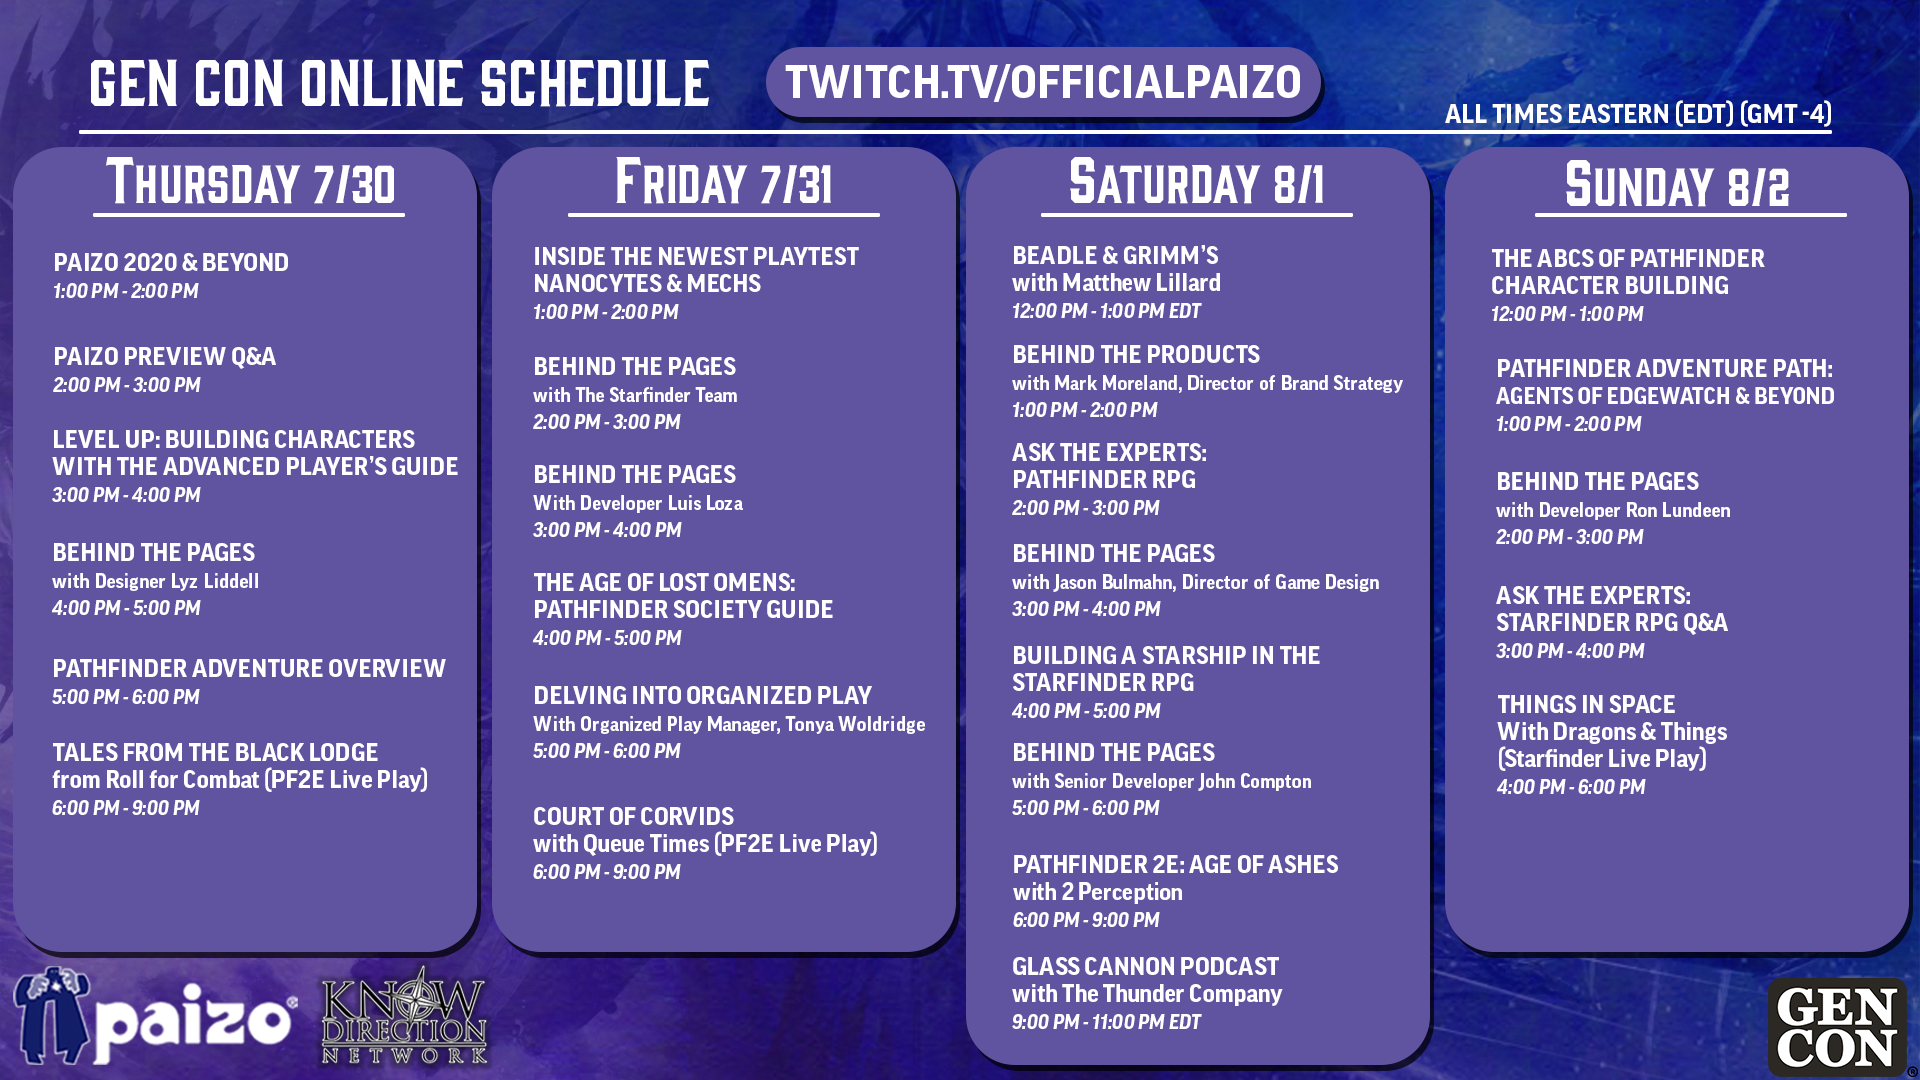 GEN CON ONLINE SCHEDULE
TWITCH.TV/OFFICIALPAIZO
ALL TIMES EASTERN (EDT) (GMT -4)
THURSDAY 7/30
PAIZO 2020 & BEYOND
1:00 PM - 2:00 PM
PAIZO PREVIEW Q&A
2:00 PM - 3:00 PM
LEVEL UP: BUILDING CHARACTERS
WITH THE ADVANCED PLAYER'S GUIDE
3:00 PM - 4:00 PM
BEHIND THE PAGES
with Designer Lyz Liddell
4:00 PM - 5:00 PM
PATHFINDER ADVENTURE OVERVIEW
5:00 PM - 6:00 PM
TALES FROM THE BLACK LODGE
from Roll for Combat (PF2E Live Play)
6:00 PM - 9:00 PM
FRIDAY 7/31
INSIDE THE NEWEST PLAYTEST
NANOCYTES & MECHS
1:00 PM - 2:00 PM
BEHIND THE PAGES
with The Starfinder Team
2:00 PM - 3:00 PM
BEHIND THE PAGES
With Developer Luis Loza
3:00 PM - 4:00 PM
THE AGE OF LOST OMENS:
PATHFINDER SOCIETY GUIDE
4:00 PM - 5:00 PM
DELVING INTO ORGANIZED PLAY
With Organized Play Manager, Tonya Woldridge
5:00 PM - 6:00 PM
COURT OF CORVIDS
with Queue Times (PF2E Live Play)
6:00 PM - 9:00 PM
SATURDAY 8/1
BEADLE & GRIMM'S
with Matthew Lillard
12:00 PM - 1:00 PM EDT
BEHIND THE PRODUCTS
with Mark Moreland, Director of Brand Strategy
1:00 PM - 2:00 PM
ASK THE EXPERTS:
PATHFINDER RPG
2:00 PM - 3:00 PM
BEHIND THE PAGES
with Jason Bulmahn, Director of Game Design
3:00 PM - 4:00 PM
BUILDING A STARSHIP IN THE
STARFINDER RPG
4:00 PM - 5:00 PM
BEHIND THE PAGES
with Senior Developer John Compton
5:00 PM - 6:00 PM
PATHFINDER 2E: AGE OF ASHES
with 2 Perception
6:00 PM - 9:00 PM
GLASS CANNON PODCAST
with The Thunder Company
9:00 PM - 11:00 PM EDT
SUNDAY 8/2
THE ABCS OF PATHFINDER
CHARACTER BUILDING
12:00 PM - 1:00 PM
PATHFINDER ADVENTURE PATH:
AGENTS OF EDGEWATCH & BEYOND
1:00 PM - 2:00 PM
BEHIND THE PAGES
with Developer Ron Lundeen
2:00 PM - 3:00 PM
ASK THE EXPERTS:
STARFINDER RPG Q&A
3:00 PM - 4:00 PM
THINGS IN SPACE
With Dragons & Things
(Starfinder Live Play)
4:00 PM - 6:00 PM
paizo®
KNOW
DIRECTION
NETWORK
GEN
CON®